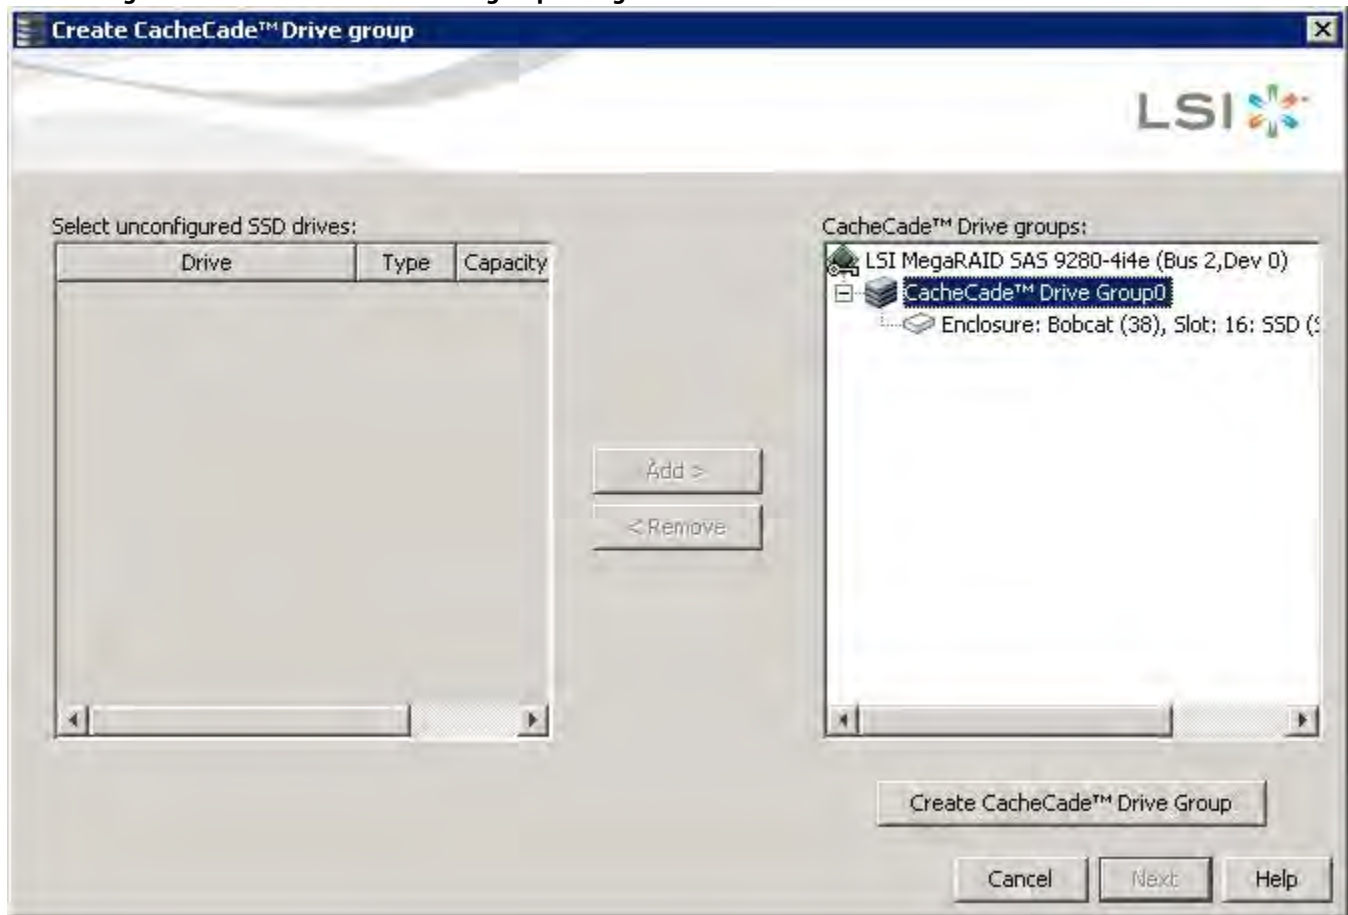 Create CacheCade™ Drive group
LSI
Select unconfigured SSD drives:
Drive Type Capacity
CacheCade™ Drive groups:
LSI MegaRAID SAS 9280-4i4e (Bus 2,Dev 0)
CacheCade™ Drive Group0
Enclosure: Bobcat (38), Slot: 16: SSD (
Add >
< Remove
Create CacheCade™ Drive Group
Cancel Next Help